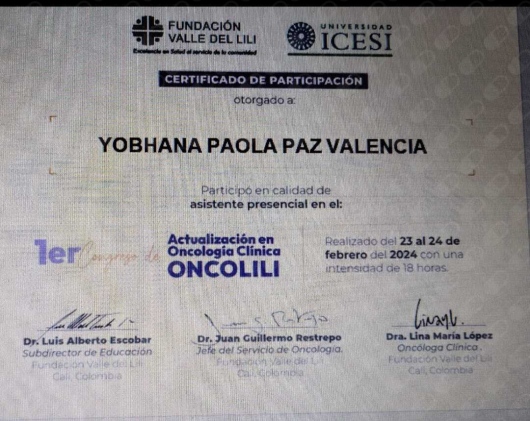 FUNDACIÓN
VALLE DEL LILI
Excelencia en Salud al servicio de la comunidad
UNIVERSIDAD
ICESI
CERTIFICADO DE PARTICIPACIÓN
otorgado a:
YOBHANA PAOLA PAZ VALENCIA
Participó en calidad de
asistente presencial en el:
1er Congreso de
Actualización en
Oncología Clínica
ONCOLILI
Realizado del 23 al 24 de
febrero del 2024 con una
intensidad de 18 horas.
Dr. Luis Alberto Escobar
Subdirector de Educación
Fundación Valle del Lili
Cali, Colombia
Dr. Juan Guillermo Restrepo
Jefe del Servicio de Oncología.
Fundación Valle del Lili
Cali, Colombia
Dra. Lina María López
Oncóloga Clínica.
Fundación Valle del Lili
Cali, Colombia